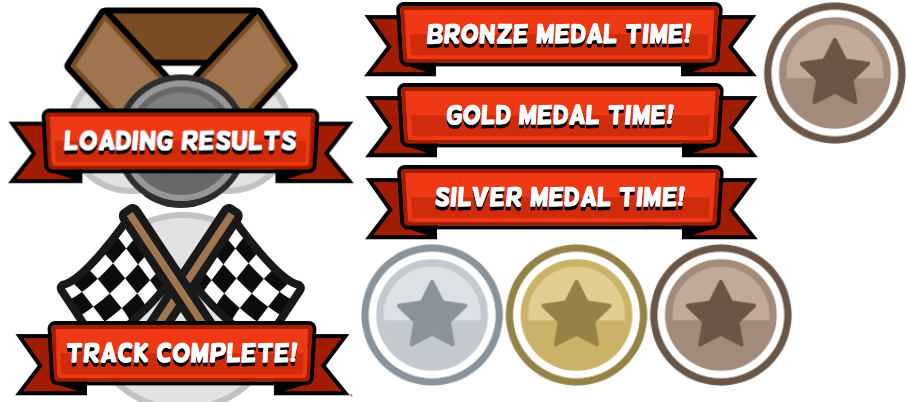 LOADING RESULTS
TRACK COMPLETE!
BRONZE MEDAL TIME!
GOLD MEDAL TIME!
SILVER MEDAL TIME!